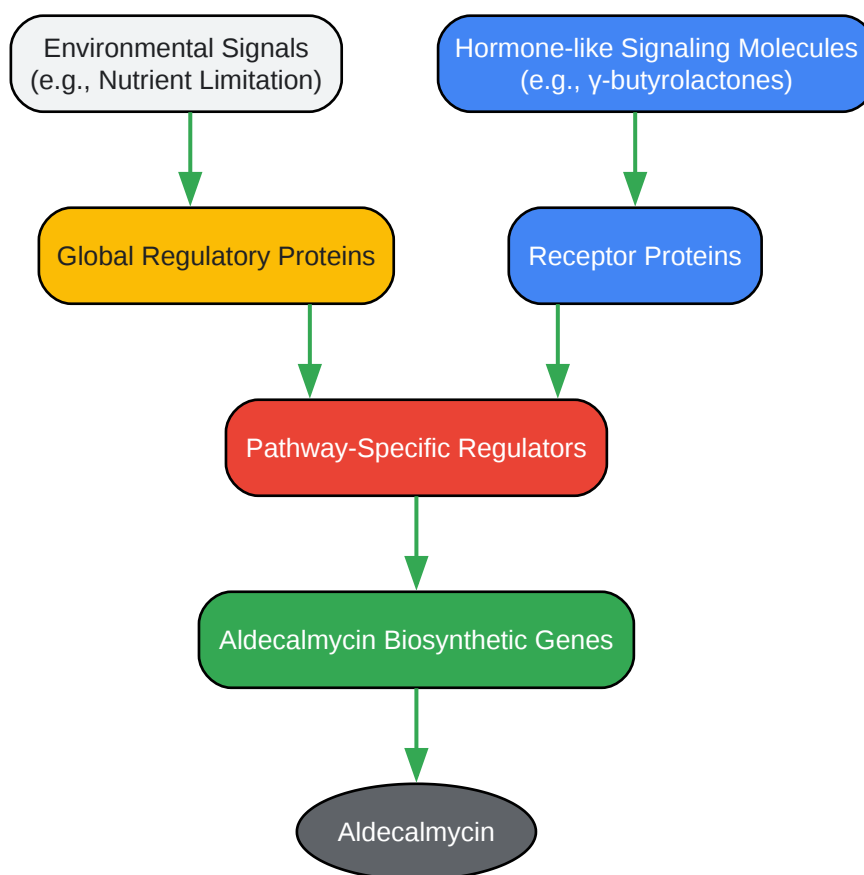 Environmental Signals
(e.g., Nutrient Limitation)
Hormone-like Signaling Molecules
(e.g., γ-butyrolactones)
Global Regulatory Proteins
Receptor Proteins
Pathway-Specific Regulators
Aldecalmycin Biosynthetic Genes
Aldecalmycin